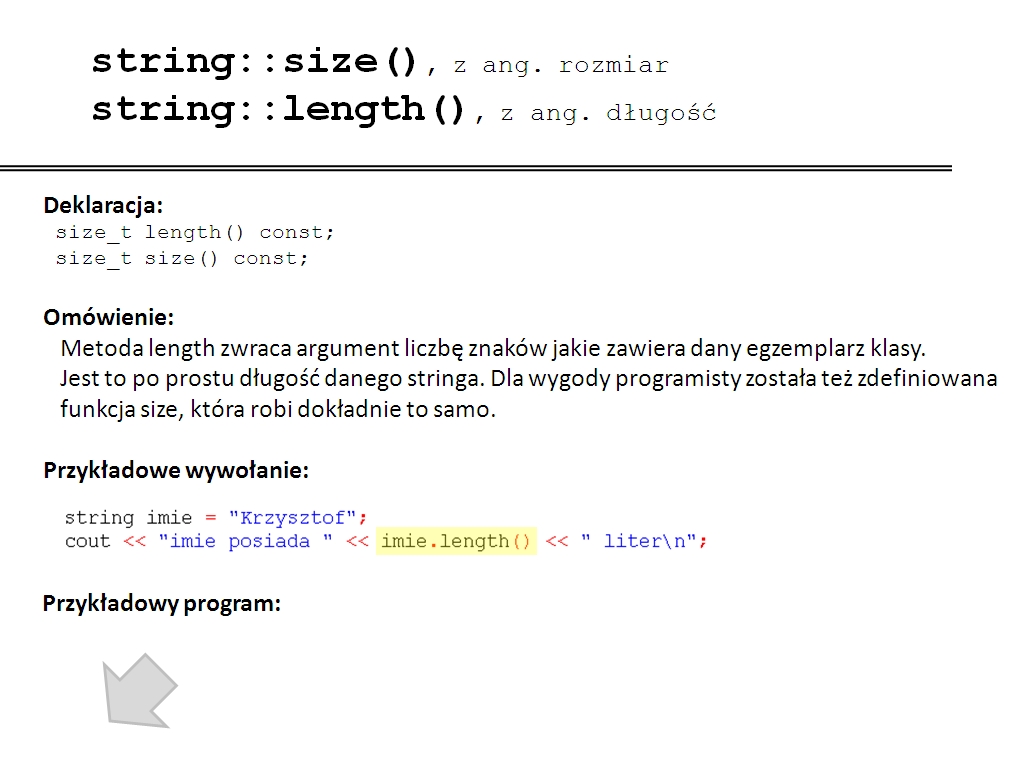 string::size(), z ang. rozmiar
string::length(), z ang. długość
Deklaracja:
size_t length() const;
size_t size() const;
Omówienie:
Metoda length zwraca argument liczbę znaków jakie zawiera dany egzemplarz klasy.
Jest to po prostu długość danego stringa. Dla wygody programisty została też zdefiniowana
funkcja size, która robi dokładnie to samo.
Przykładowe wywołanie:
string imie = "Krzysztof";
cout << "imie posiada " << imie.length() << " liter\n";
Przykładowy program: